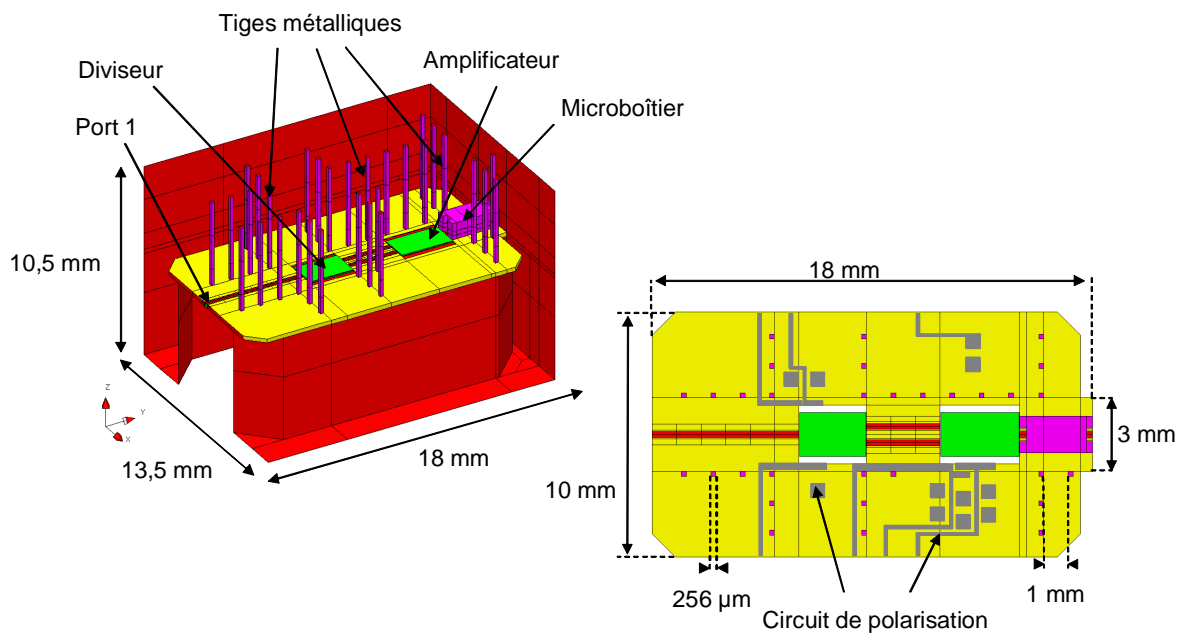 Tiges métalliques
Diviseur
Amplificateur
Port 1
Microboîtier
10,5 mm
Z
Y
X
13,5 mm
18 mm
18 mm
3 mm
10 mm
256 µm
1 mm
Circuit de polarisation